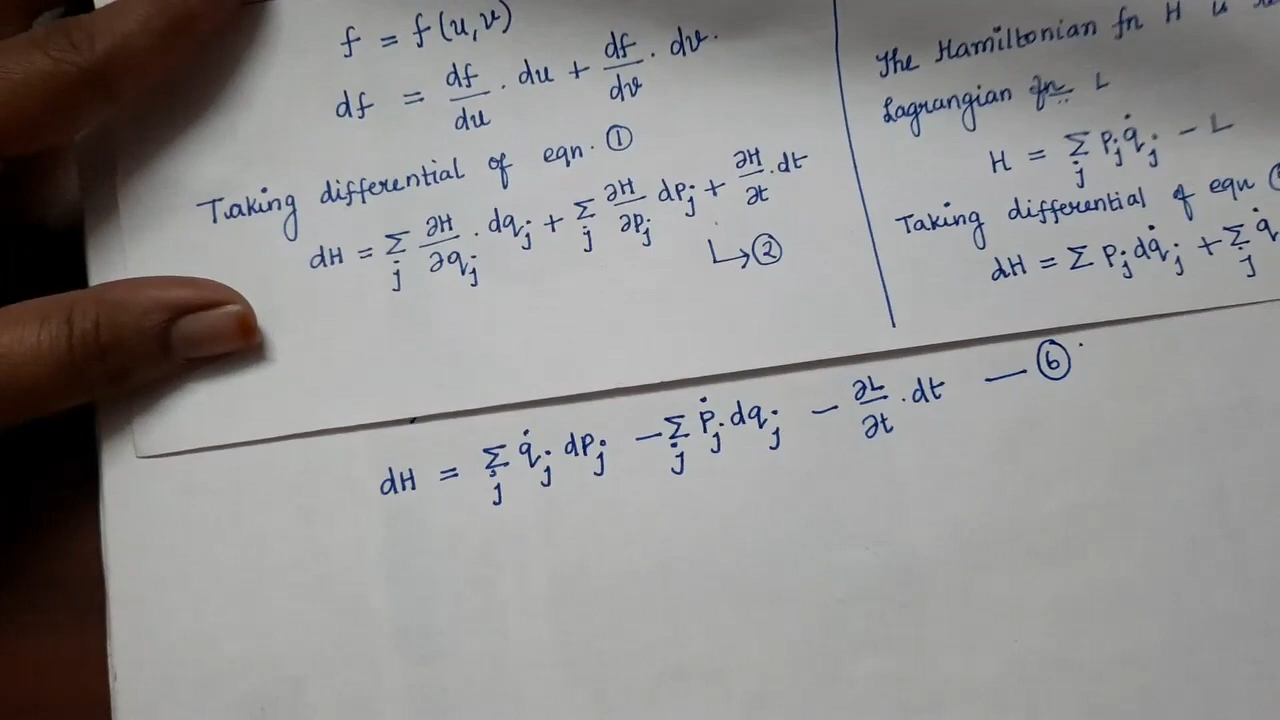 f = f(u,v)
df = df/du . du + df/dv . dv.
Taking differential of eqn. ①
dH = Σ_j ∂H/∂q_j . dq_j + Σ_j ∂H/∂p_j dp_j + ∂H/∂t . dt
↳ ②
The Hamiltonian fn H is
Lagrangian fn L
H = Σ_j p_j q̇_j − L
Taking differential of eqn
dH = Σ p_j dq̇_j + Σ_j q̇
dH = Σ_j q̇_j dp_j − Σ_j ṗ_j dq_j − ∂L/∂t . dt — ⑥